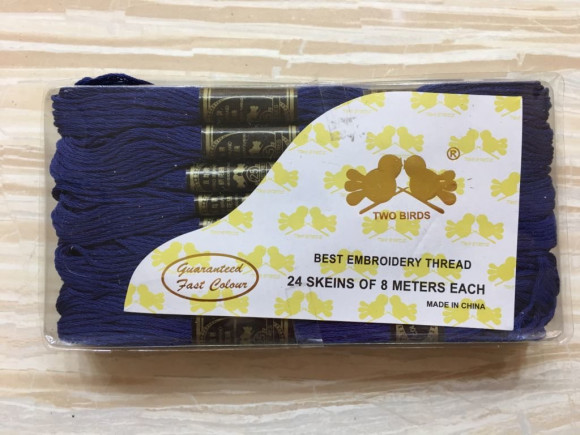 ®
TWO BIRDS
BEST EMBROIDERY THREAD
24 SKEINS OF 8 METERS EACH
MADE IN CHINA
Guaranteed
Fast Colour